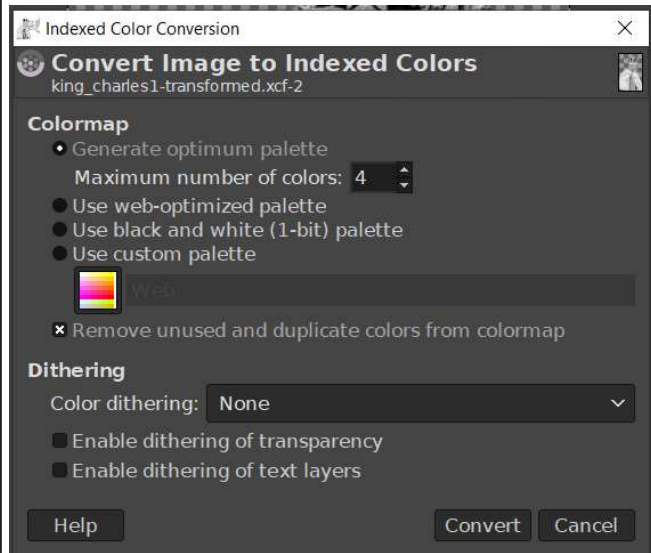 Indexed Color Conversion
Convert Image to Indexed Colors
king_charles1-transformed.xcf-2
Colormap
Generate optimum palette
Maximum number of colors: 4
Use web-optimized palette
Use black and white (1-bit) palette
Use custom palette
Web
Remove unused and duplicate colors from colormap
Dithering
Color dithering: None
Enable dithering of transparency
Enable dithering of text layers
Help Convert Cancel